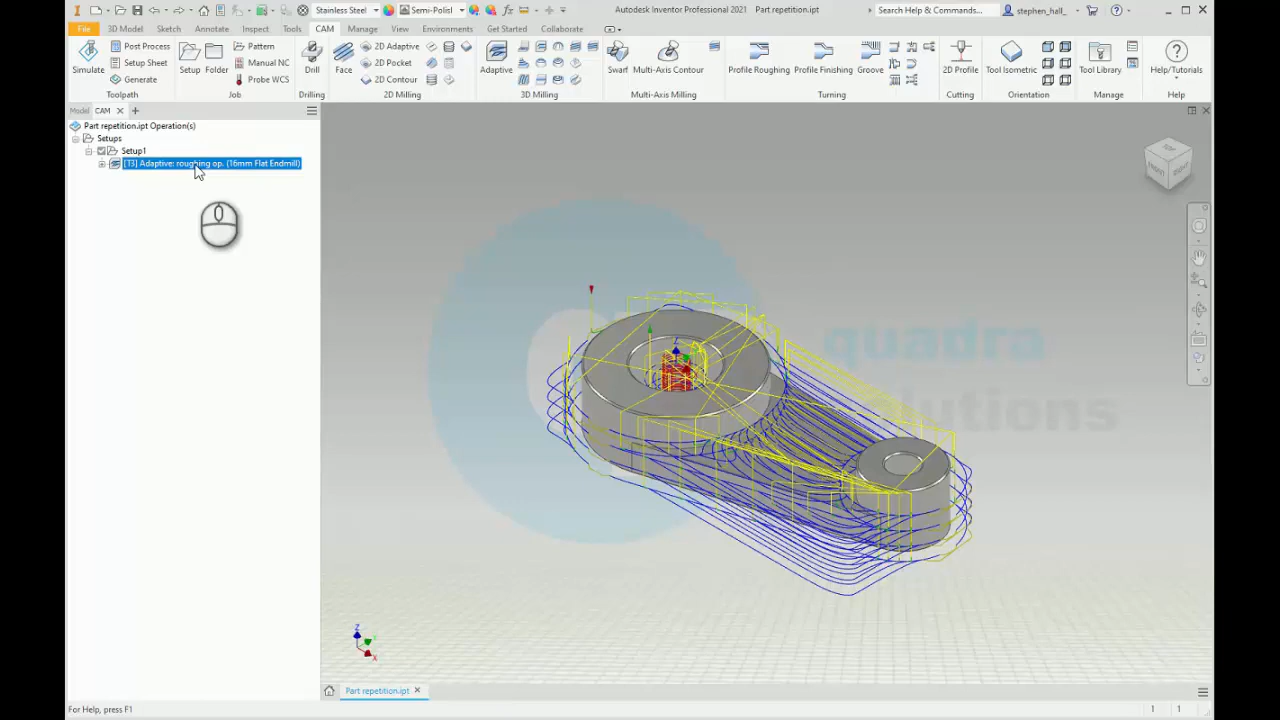 Stainless Steel
Semi-Polisl
Autodesk Inventor Professional 2021 Part repetition.ipt
Search Help & Commands...
stephen_hall_
File 3D Model Sketch Annotate Inspect Tools CAM Manage View Environments Get Started Collaborate
Simulate
Post Process
Setup Sheet
Generate
Toolpath
Setup
Folder
Pattern
Manual NC
Probe WCS
Job
Drill
Drilling
Face
2D Adaptive
2D Pocket
2D Contour
2D Milling
Adaptive
3D Milling
Swarf
Multi-Axis Contour
Multi-Axis Milling
Profile Roughing
Profile Finishing
Groove
Turning
2D Profile
Cutting
Tool Isometric
Orientation
Tool Library
Manage
Help/Tutorials
Help
Model CAM
Part repetition.ipt Operation(s)
Setups
Setup1
[T3] Adaptive: roughing op. (16mm Flat Endmill)
FRONT
RIGHT
quadra
solutions
Z
Z
X
Part repetition.ipt
For Help, press F1
1 1